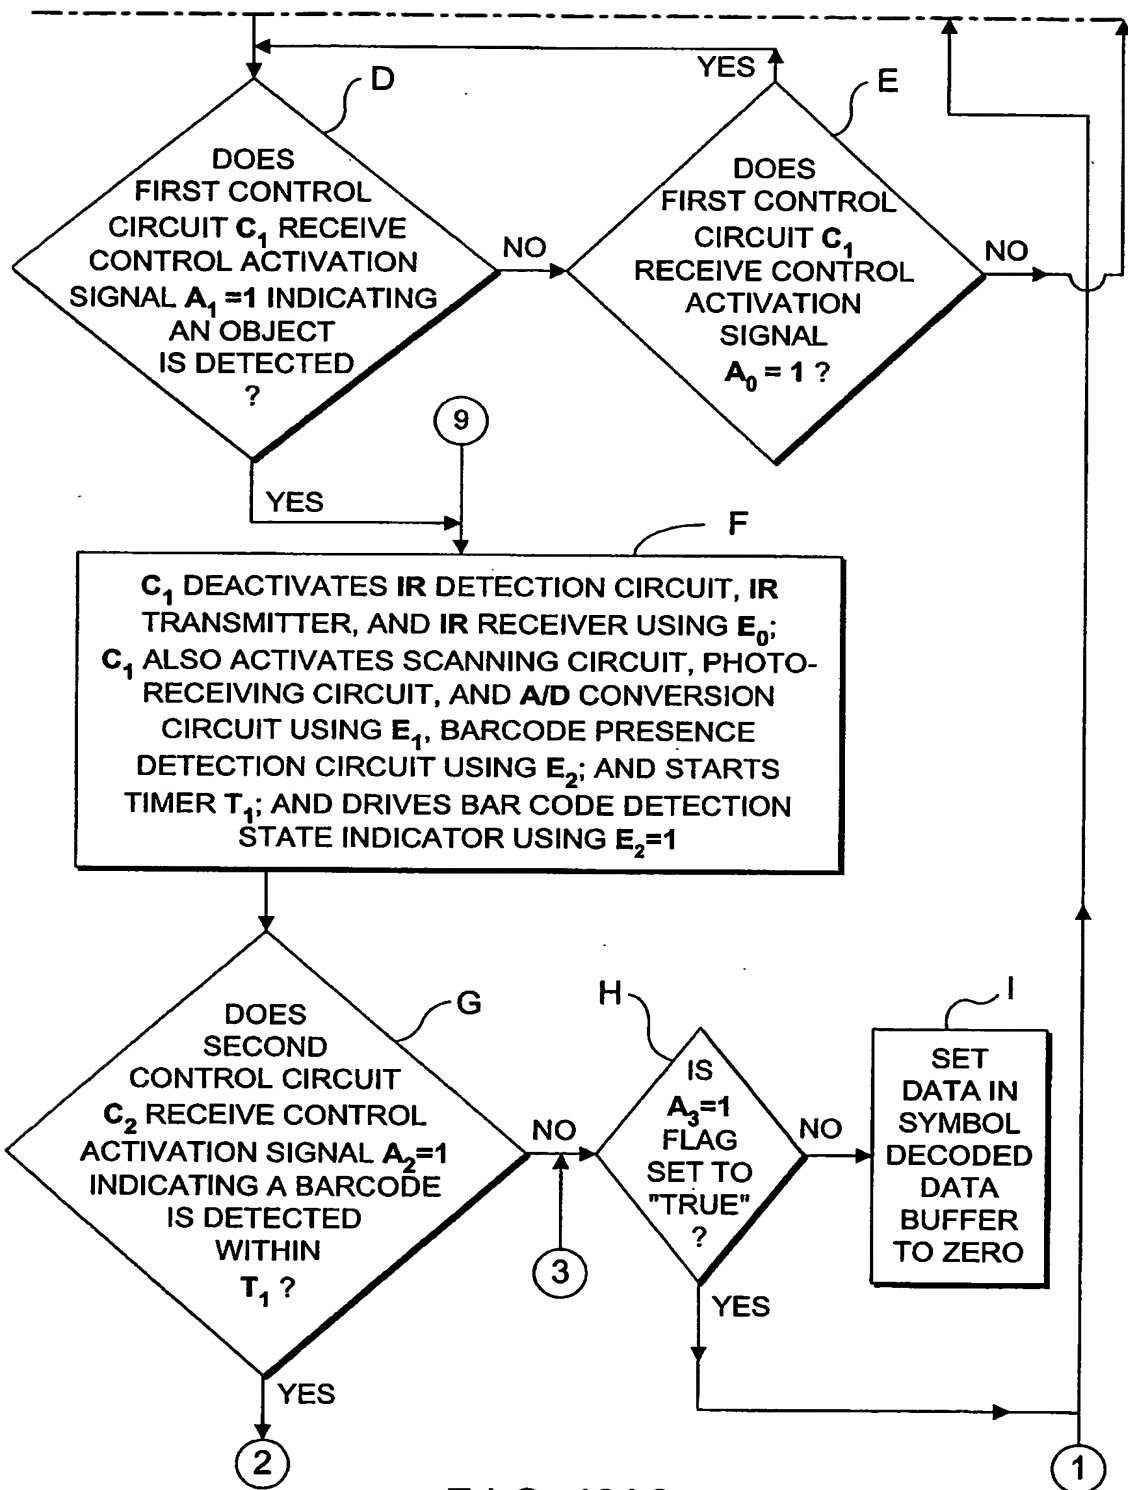 YES
D
E
DOES
FIRST CONTROL
CIRCUIT C₁ RECEIVE
CONTROL ACTIVATION
SIGNAL A₁ =1 INDICATING
AN OBJECT
IS DETECTED
?
NO
DOES
FIRST CONTROL
CIRCUIT C₁
RECEIVE CONTROL
ACTIVATION
SIGNAL
A₀ = 1 ?
NO
9
YES
F
C₁ DEACTIVATES IR DETECTION CIRCUIT, IR
TRANSMITTER, AND IR RECEIVER USING E₀;
C₁ ALSO ACTIVATES SCANNING CIRCUIT, PHOTO-
RECEIVING CIRCUIT, AND A/D CONVERSION
CIRCUIT USING E₁, BARCODE PRESENCE
DETECTION CIRCUIT USING E₂; AND STARTS
TIMER T₁; AND DRIVES BAR CODE DETECTION
STATE INDICATOR USING E₂=1
G
DOES
SECOND
CONTROL CIRCUIT
C₂ RECEIVE CONTROL
ACTIVATION SIGNAL A₂=1
INDICATING A BARCODE
IS DETECTED
WITHIN
T₁ ?
NO
3
H
IS
A₃=1
FLAG
SET TO
"TRUE"
?
NO
I
SET
DATA IN
SYMBOL
DECODED
DATA
BUFFER
TO ZERO
YES
YES
2
1